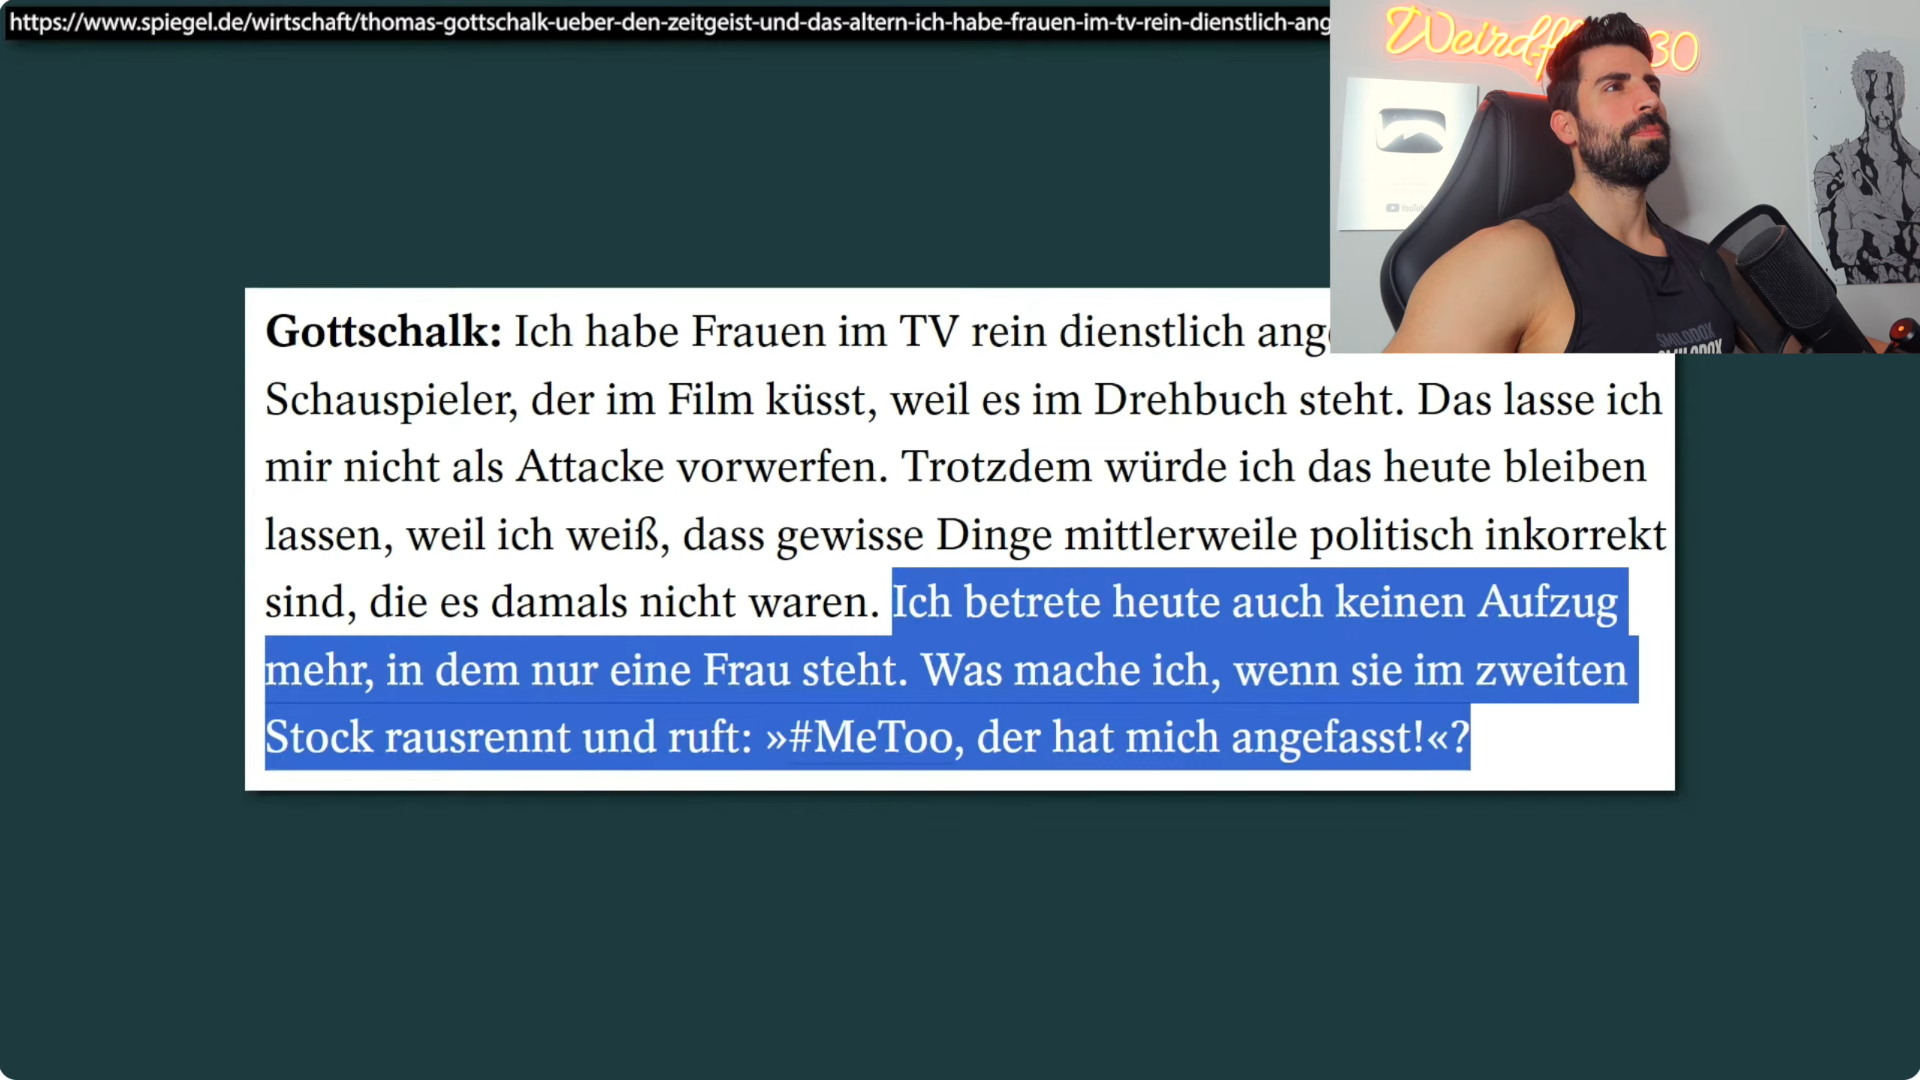 https://www.spiegel.de/wirtschaft/thomas-gottschalk-ueber-den-zeitgeist-und-das-altern-ich-habe-frauen-im-tv-rein-dienstlich-ang
30
YouTube
SMILODOX
SMILODOX
Gottschalk: Ich habe Frauen im TV rein dienstlich
Schauspieler, der im Film küsst, weil es im Drehbuch steht. Das lasse ich
mir nicht als Attacke vorwerfen. Trotzdem würde ich das heute bleiben
lassen, weil ich weiß, dass gewisse Dinge mittlerweile politisch inkorrekt
sind, die es damals nicht waren. Ich betrete heute auch keinen Aufzug
mehr, in dem nur eine Frau steht. Was mache ich, wenn sie im zweiten
Stock rausrennt und ruft: »#MeToo, der hat mich angefasst!«?